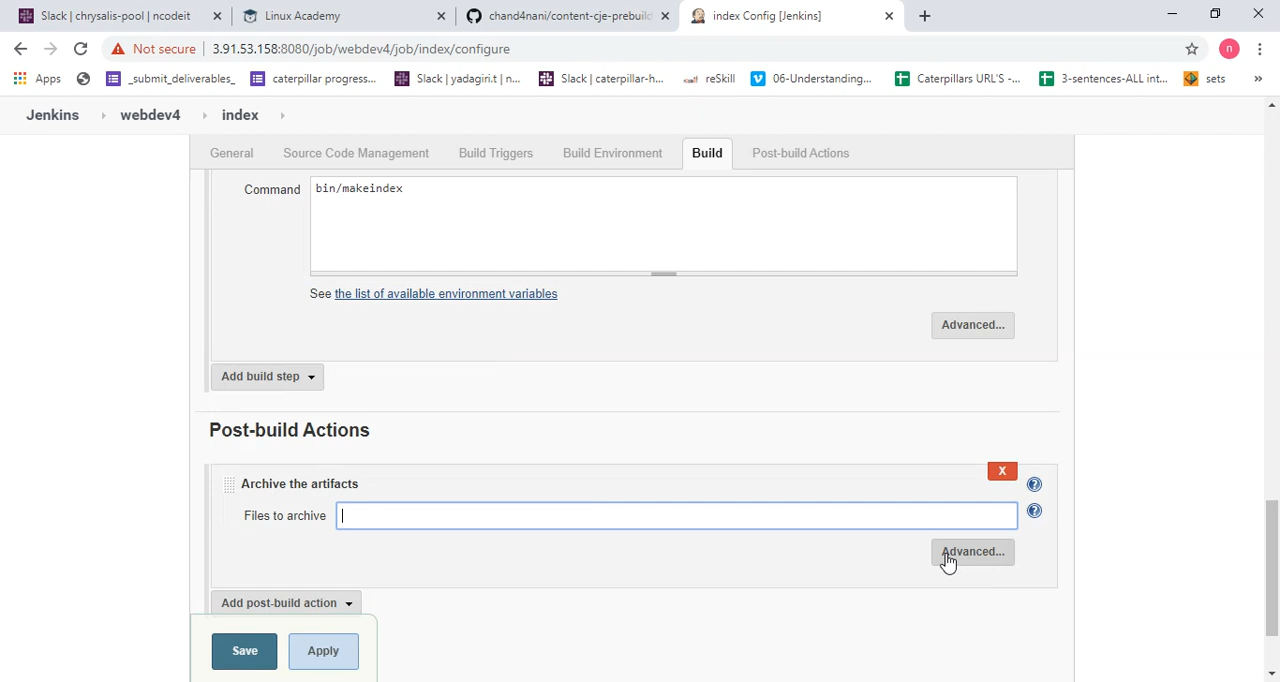 Slack | chrysalis-pool | ncodeit
Linux Academy
chand4nani/content-cje-prebuild
index Config [Jenkins]
Not secure
3.91.53.158:8080/job/webdev4/job/index/configure
n
Apps
_submit_deliverables_
caterpillar progress...
Slack | yadagiri.t | n...
Slack | caterpillar-h...
reSkill
06-Understanding...
Caterpillars URL'S -...
3-sentences-ALL int...
sets
»
Jenkins
webdev4
index
General
Source Code Management
Build Triggers
Build Environment
Build
Post-build Actions
Command
bin/makeindex
See the list of available environment variables
Advanced...
Add build step
Post-build Actions
X
Archive the artifacts
Files to archive
Advanced...
Add post-build action
Save
Apply